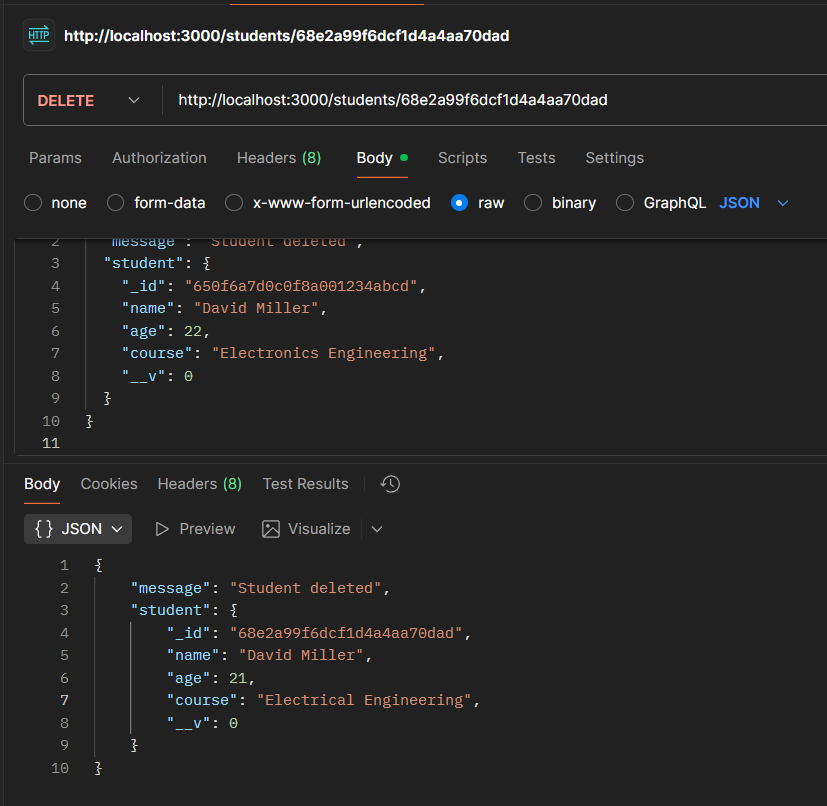 HTTP http://localhost:3000/students/68e2a99f6dcf1d4a4aa70dad
DELETE http://localhost:3000/students/68e2a99f6dcf1d4a4aa70dad
Params Authorization Headers (8) Body Scripts Tests Settings
none form-data x-www-form-urlencoded raw binary GraphQL JSON
2 "message": "Student deleted",
3 "student": {
4 "_id": "650f6a7d0c0f8a001234abcd",
5 "name": "David Miller",
6 "age": 22,
7 "course": "Electronics Engineering",
8 "__v": 0
9 }
10 }
11
Body Cookies Headers (8) Test Results
{} JSON Preview Visualize
1 {
2 "message": "Student deleted",
3 "student": {
4 "_id": "68e2a99f6dcf1d4a4aa70dad",
5 "name": "David Miller",
6 "age": 21,
7 "course": "Electrical Engineering",
8 "__v": 0
9 }
10 }